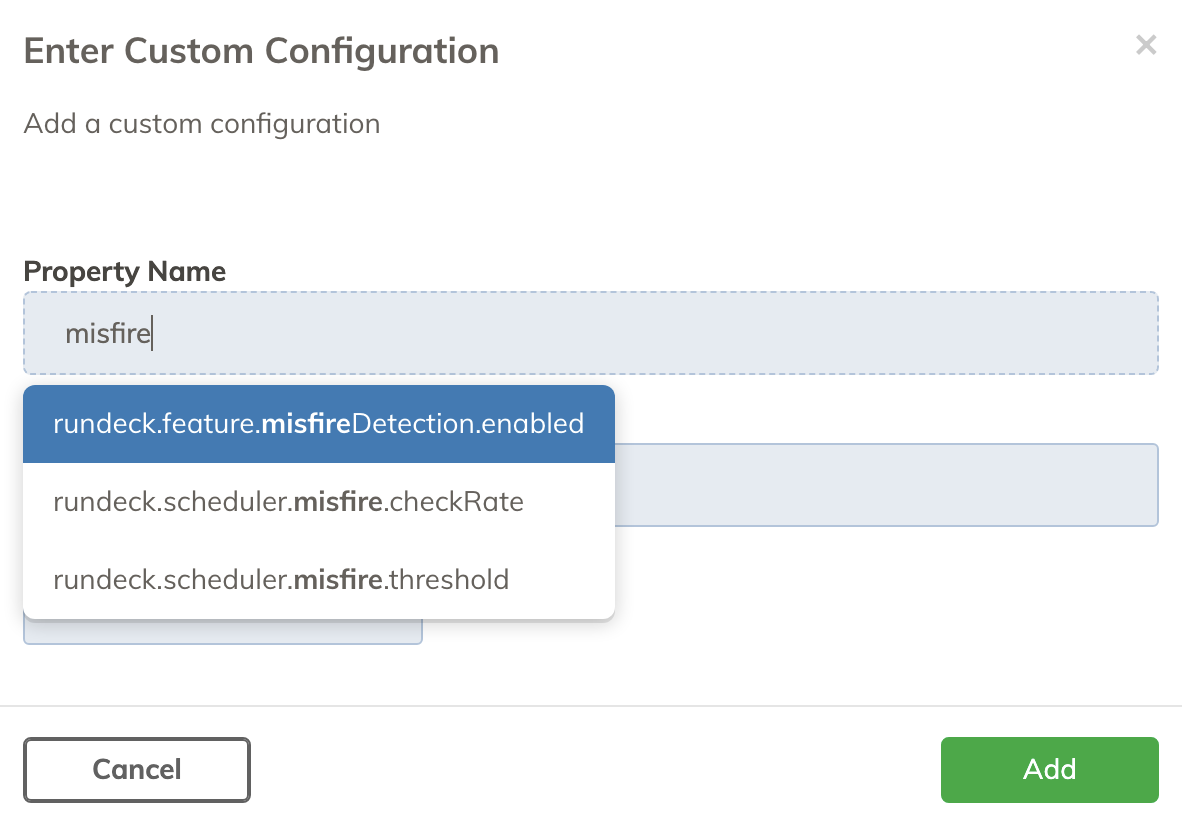 Enter Custom Configuration
×
Add a custom configuration
Property Name
misfire
rundeck.feature.misfireDetection.enabled
rundeck.scheduler.misfire.checkRate
rundeck.scheduler.misfire.threshold
Cancel
Add